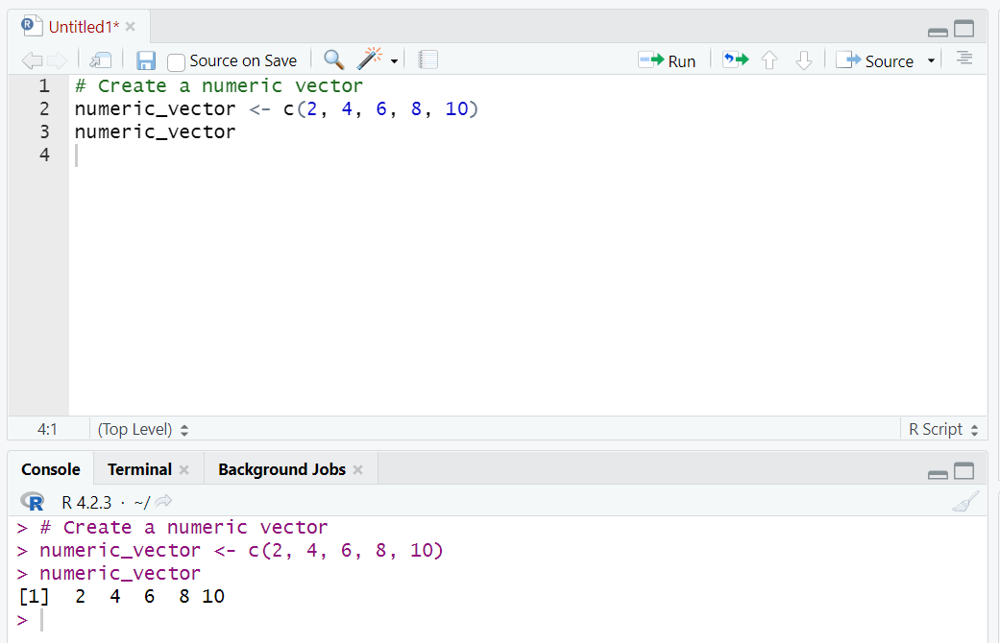 Untitled1*
Source on Save Run Source
1 # Create a numeric vector
2 numeric_vector <- c(2, 4, 6, 8, 10)
3 numeric_vector
4
4:1 (Top Level) R Script
Console Terminal Background Jobs
R 4.2.3 · ~/
> # Create a numeric vector
> numeric_vector <- c(2, 4, 6, 8, 10)
> numeric_vector
[1]  2  4  6  8 10
>